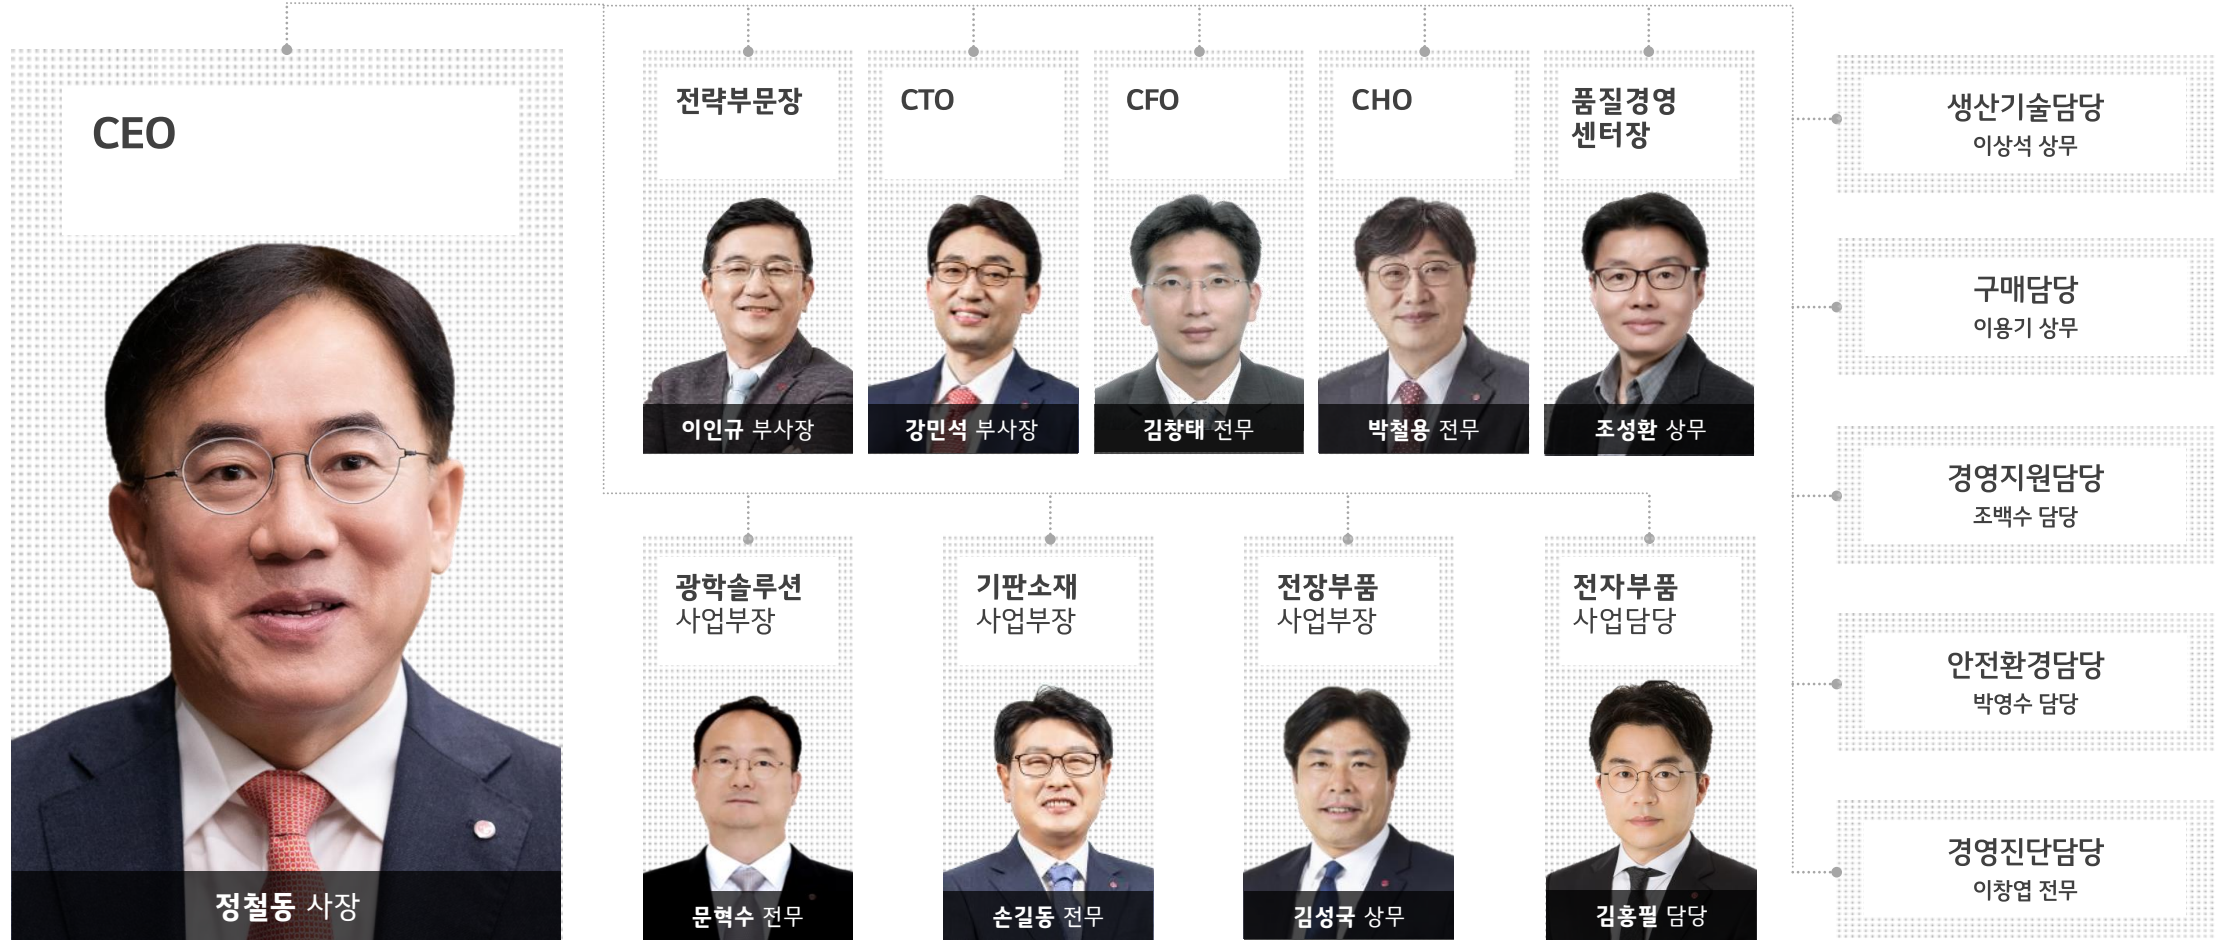 CEO
정철동 사장
전략부문장
이인규 부사장
CTO
강민석 부사장
CFO
김창태 전무
CHO
박철용 전무
품질경영
센터장
조성환 상무
광학솔루션
사업부장
문혁수 전무
기판소재
사업부장
손길동 전무
전장부품
사업부장
김성국 상무
전자부품
사업담당
김홍필 담당
생산기술담당
이상석 상무
구매담당
이용기 상무
경영지원담당
조백수 담당
안전환경담당
박영수 담당
경영진단담당
이창엽 전무